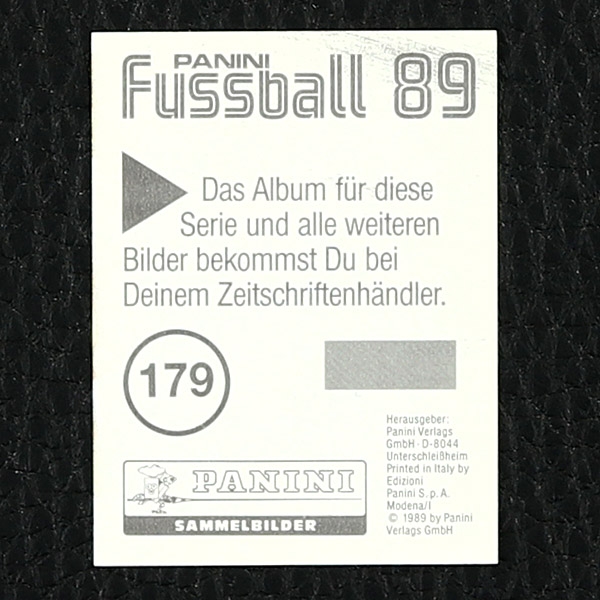 PANINI
Fussball 89
Das Album für diese
Serie und alle weiteren
Bilder bekommst Du bei
Deinem Zeitschriftenhändler.
179
Herausgeber:
Panini Verlags
GmbH · D-8044
Unterschleißheim
Printed in Italy by
Edizioni
Panini S.p.A.
Modena/I
© 1989 by Panini
Verlags GmbH
PANINI
SAMMELBILDER